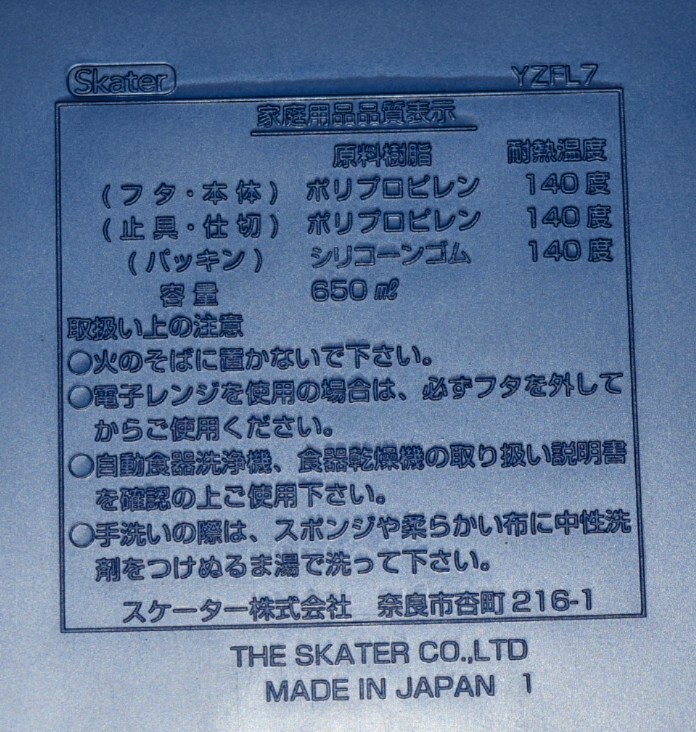 Skater YZFL7
家庭用品品質表示
原料樹脂 耐熱温度
(フタ・本体) ポリプロピレン 140度
(止具・仕切) ポリプロピレン 140度
(パッキン) シリコーンゴム 140度
容量 650㎖
取扱い上の注意
○火のそばに置かないで下さい。
○電子レンジを使用の場合は、必ずフタを外して
からご使用ください。
○自動食器洗浄機、食器乾燥機の取り扱い説明書
を確認の上ご使用下さい。
○手洗いの際は、スポンジや柔らかい布に中性洗
剤をつけぬるま湯で洗って下さい。
スケーター株式会社 奈良市杏町216-1
THE SKATER CO.,LTD
MADE IN JAPAN 1